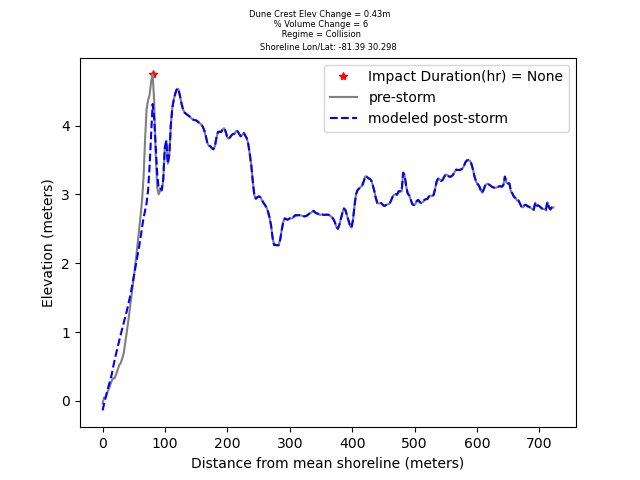 Dune Crest Elev Change = 0.43m
% Volume Change = 6
Regime = Collision
Shoreline Lon/Lat: -81.39 30.298
Impact Duration(hr) = None
pre-storm
modeled post-storm
Elevation (meters)
4
3
2
1
0
0 100 200 300 400 500 600 700
Distance from mean shoreline (meters)